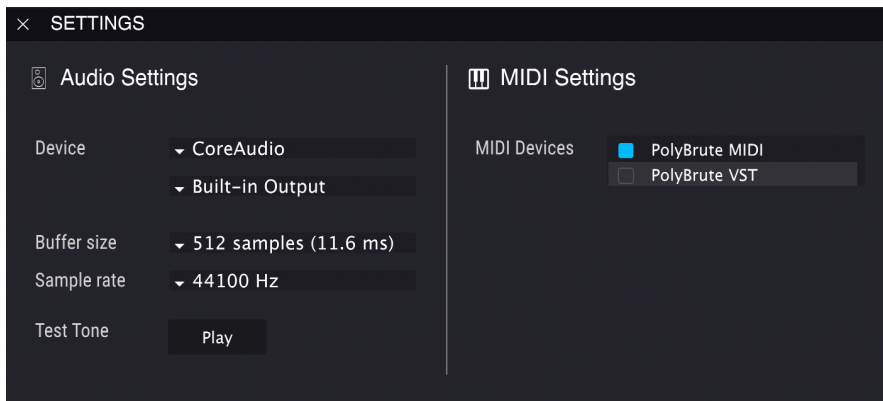 × SETTINGS
Audio Settings
Device
CoreAudio
Built-in Output
Buffer size
512 samples (11.6 ms)
Sample rate
44100 Hz
Test Tone
Play
MIDI Settings
MIDI Devices
PolyBrute MIDI
PolyBrute VST